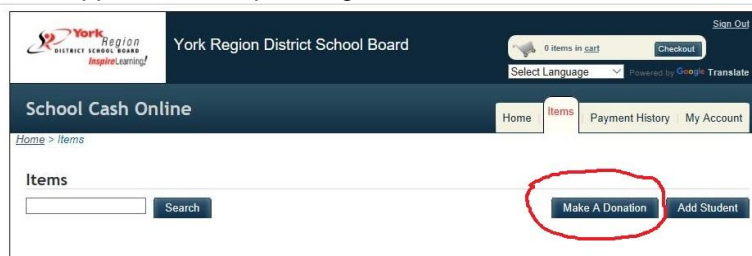 York Region
DISTRICT SCHOOL BOARD
InspireLearning!
York Region District School Board
Sign Out
0 items in cart
Checkout
Select Language
Powered by Google Translate
School Cash Online
Home
Items
Payment History
My Account
Home > Items
Items
Search
Make A Donation
Add Student